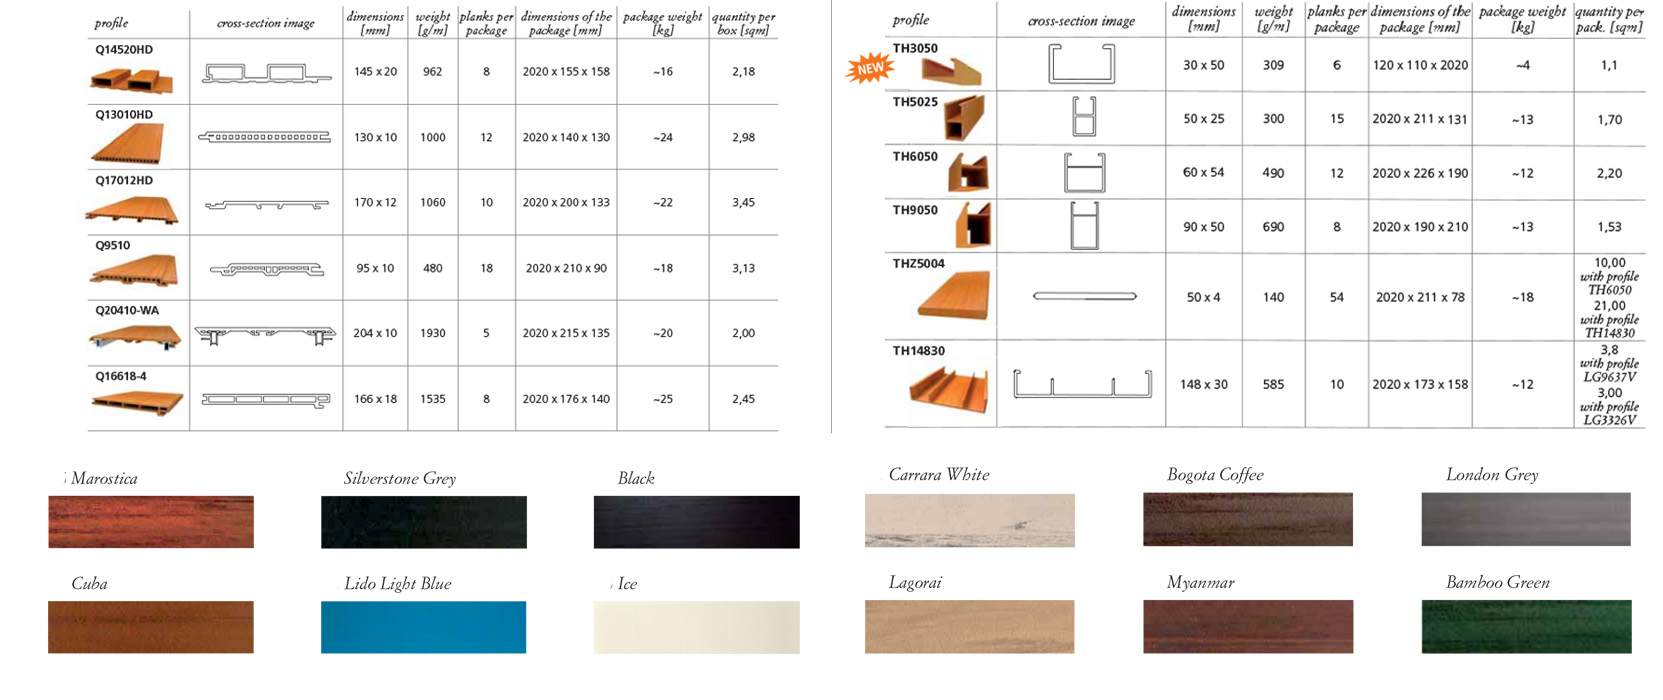 profile cross-section image dimensions [mm] weight [g/m] planks per package dimensions of the package [mm] package weight [kg] quantity per box [sqm]
Q14520HD 145 x 20 962 8 2020 x 155 x 158 ~16 2,18
Q13010HD 130 x 10 1000 12 2020 x 140 x 130 ~24 2,98
Q17012HD 170 x 12 1060 10 2020 x 200 x 133 ~22 3,45
Q9510 95 x 10 480 18 2020 x 210 x 90 ~18 3,13
Q20410-WA 204 x 10 1930 5 2020 x 215 x 135 ~20 2,00
Q16618-4 166 x 18 1535 8 2020 x 176 x 140 ~25 2,45
profile cross-section image dimensions [mm] weight [g/m] planks per package dimensions of the package [mm] package weight [kg] quantity per pack. [sqm]
NEW
TH3050 30 x 50 309 6 120 x 110 x 2020 ~4 1,1
TH5025 50 x 25 300 15 2020 x 211 x 131 ~13 1,70
TH6050 60 x 54 490 12 2020 x 226 x 190 ~12 2,20
TH9050 90 x 50 690 8 2020 x 190 x 210 ~13 1,53
THZ5004 50 x 4 140 54 2020 x 211 x 78 ~18 10,00 with profile TH6050 21,00 with profile TH14830
TH14830 148 x 30 585 10 2020 x 173 x 158 ~12 3,8 with profile LG9637V 3,00 with profile LG3326V
Marostica Silverstone Grey Black
Cuba Lido Light Blue Ice
Carrara White Bogota Coffee London Grey
Lagorai Myanmar Bamboo Green